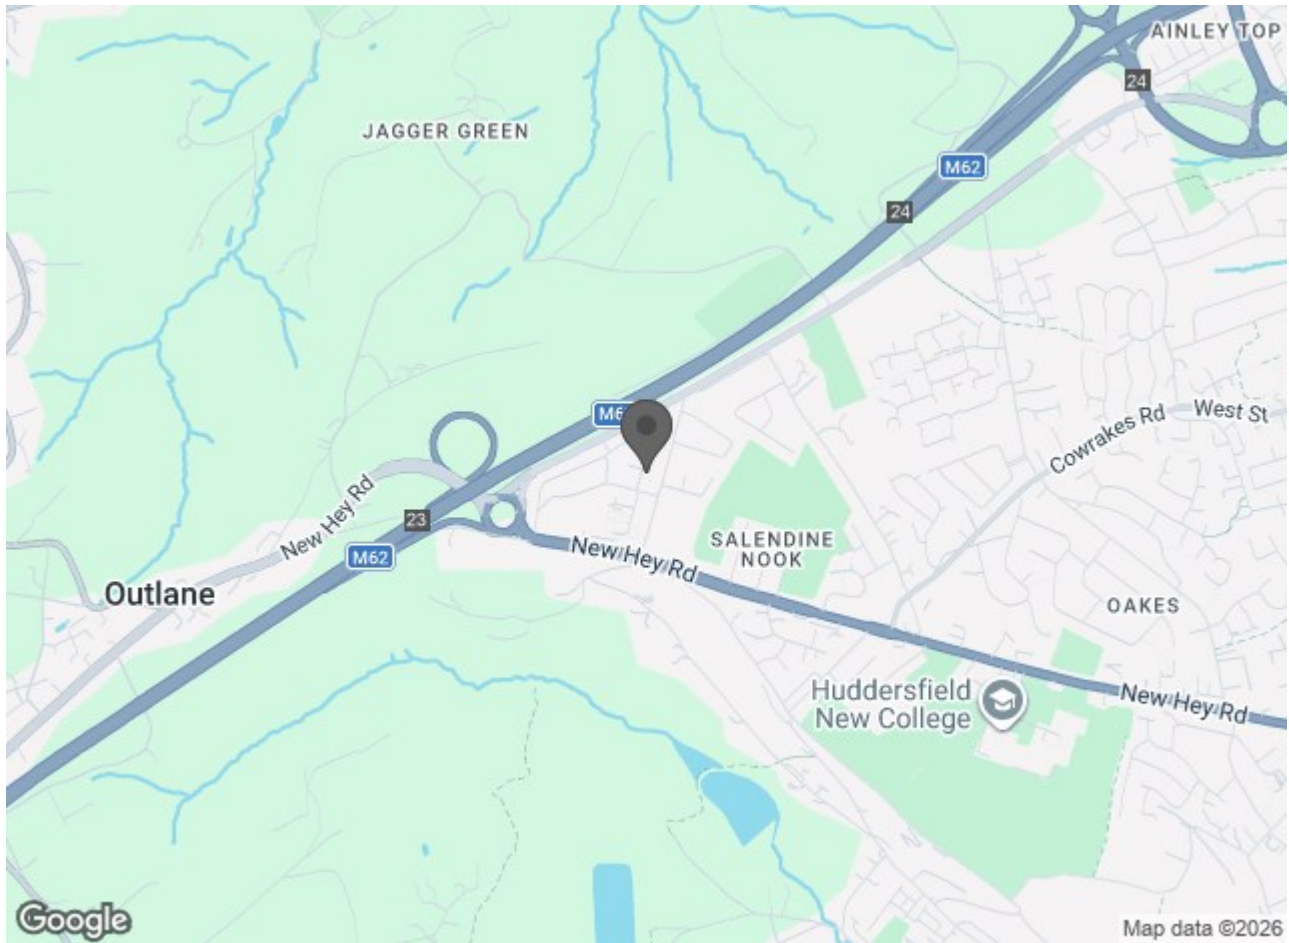 AINLEY TOP
24
JAGGER GREEN
M62
24
West St
Cowrakes Rd
M62
New Hey Rd
23
M62
New Hey Rd
SALENDINE
NOOK
Outlane
OAKES
Huddersfield
New College
New Hey Rd
Google
Map data ©2026